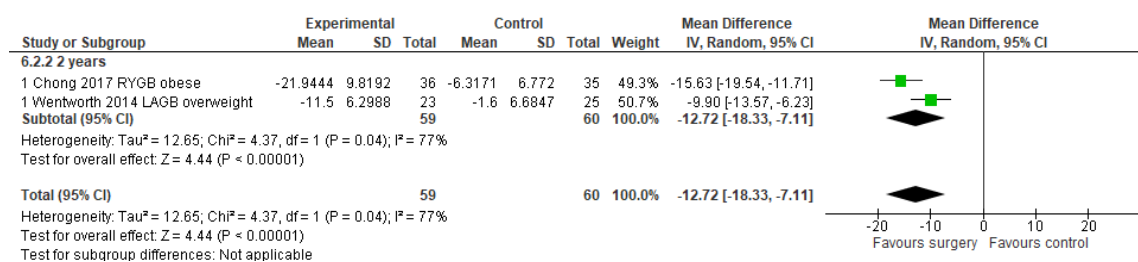 Experimental Control Mean Difference Mean Difference
Study or Subgroup Mean SD Total Mean SD Total Weight IV, Random, 95% CI IV, Random, 95% CI
6.2.2 2 years
1 Chong 2017 RYGB obese -21.9444 9.8192 36 -6.3171 6.772 35 49.3% -15.63 [-19.54, -11.71]
1 Wentworth 2014 LAGB overweight -11.5 6.2988 23 -1.6 6.6847 25 50.7% -9.90 [-13.57, -6.23]
Subtotal (95% CI) 59 60 100.0% -12.72 [-18.33, -7.11]
Heterogeneity: Tau² = 12.65; Chi² = 4.37, df = 1 (P = 0.04); I² = 77%
Test for overall effect: Z = 4.44 (P < 0.00001)
Total (95% CI) 59 60 100.0% -12.72 [-18.33, -7.11]
Heterogeneity: Tau² = 12.65; Chi² = 4.37, df = 1 (P = 0.04); I² = 77%
Test for overall effect: Z = 4.44 (P < 0.00001)
Test for subgroup differences: Not applicable
-20 -10 0 10 20
Favours surgery Favours control